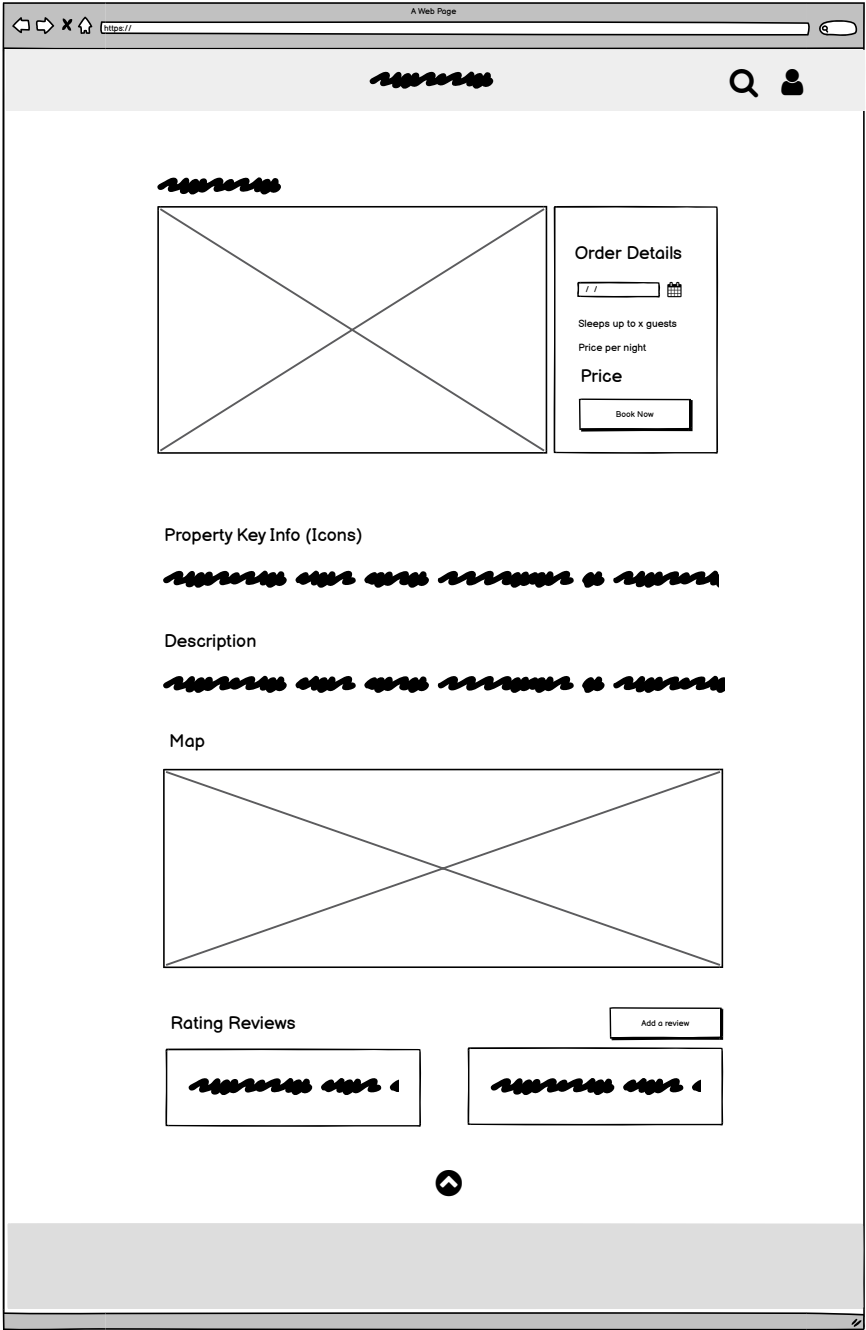 A Web Page
https://
Order Details
/ /
Sleeps up to x guests
Price per night
Price
Book Now
Property Key Info (Icons)
Description
Map
Rating Reviews
Add a review